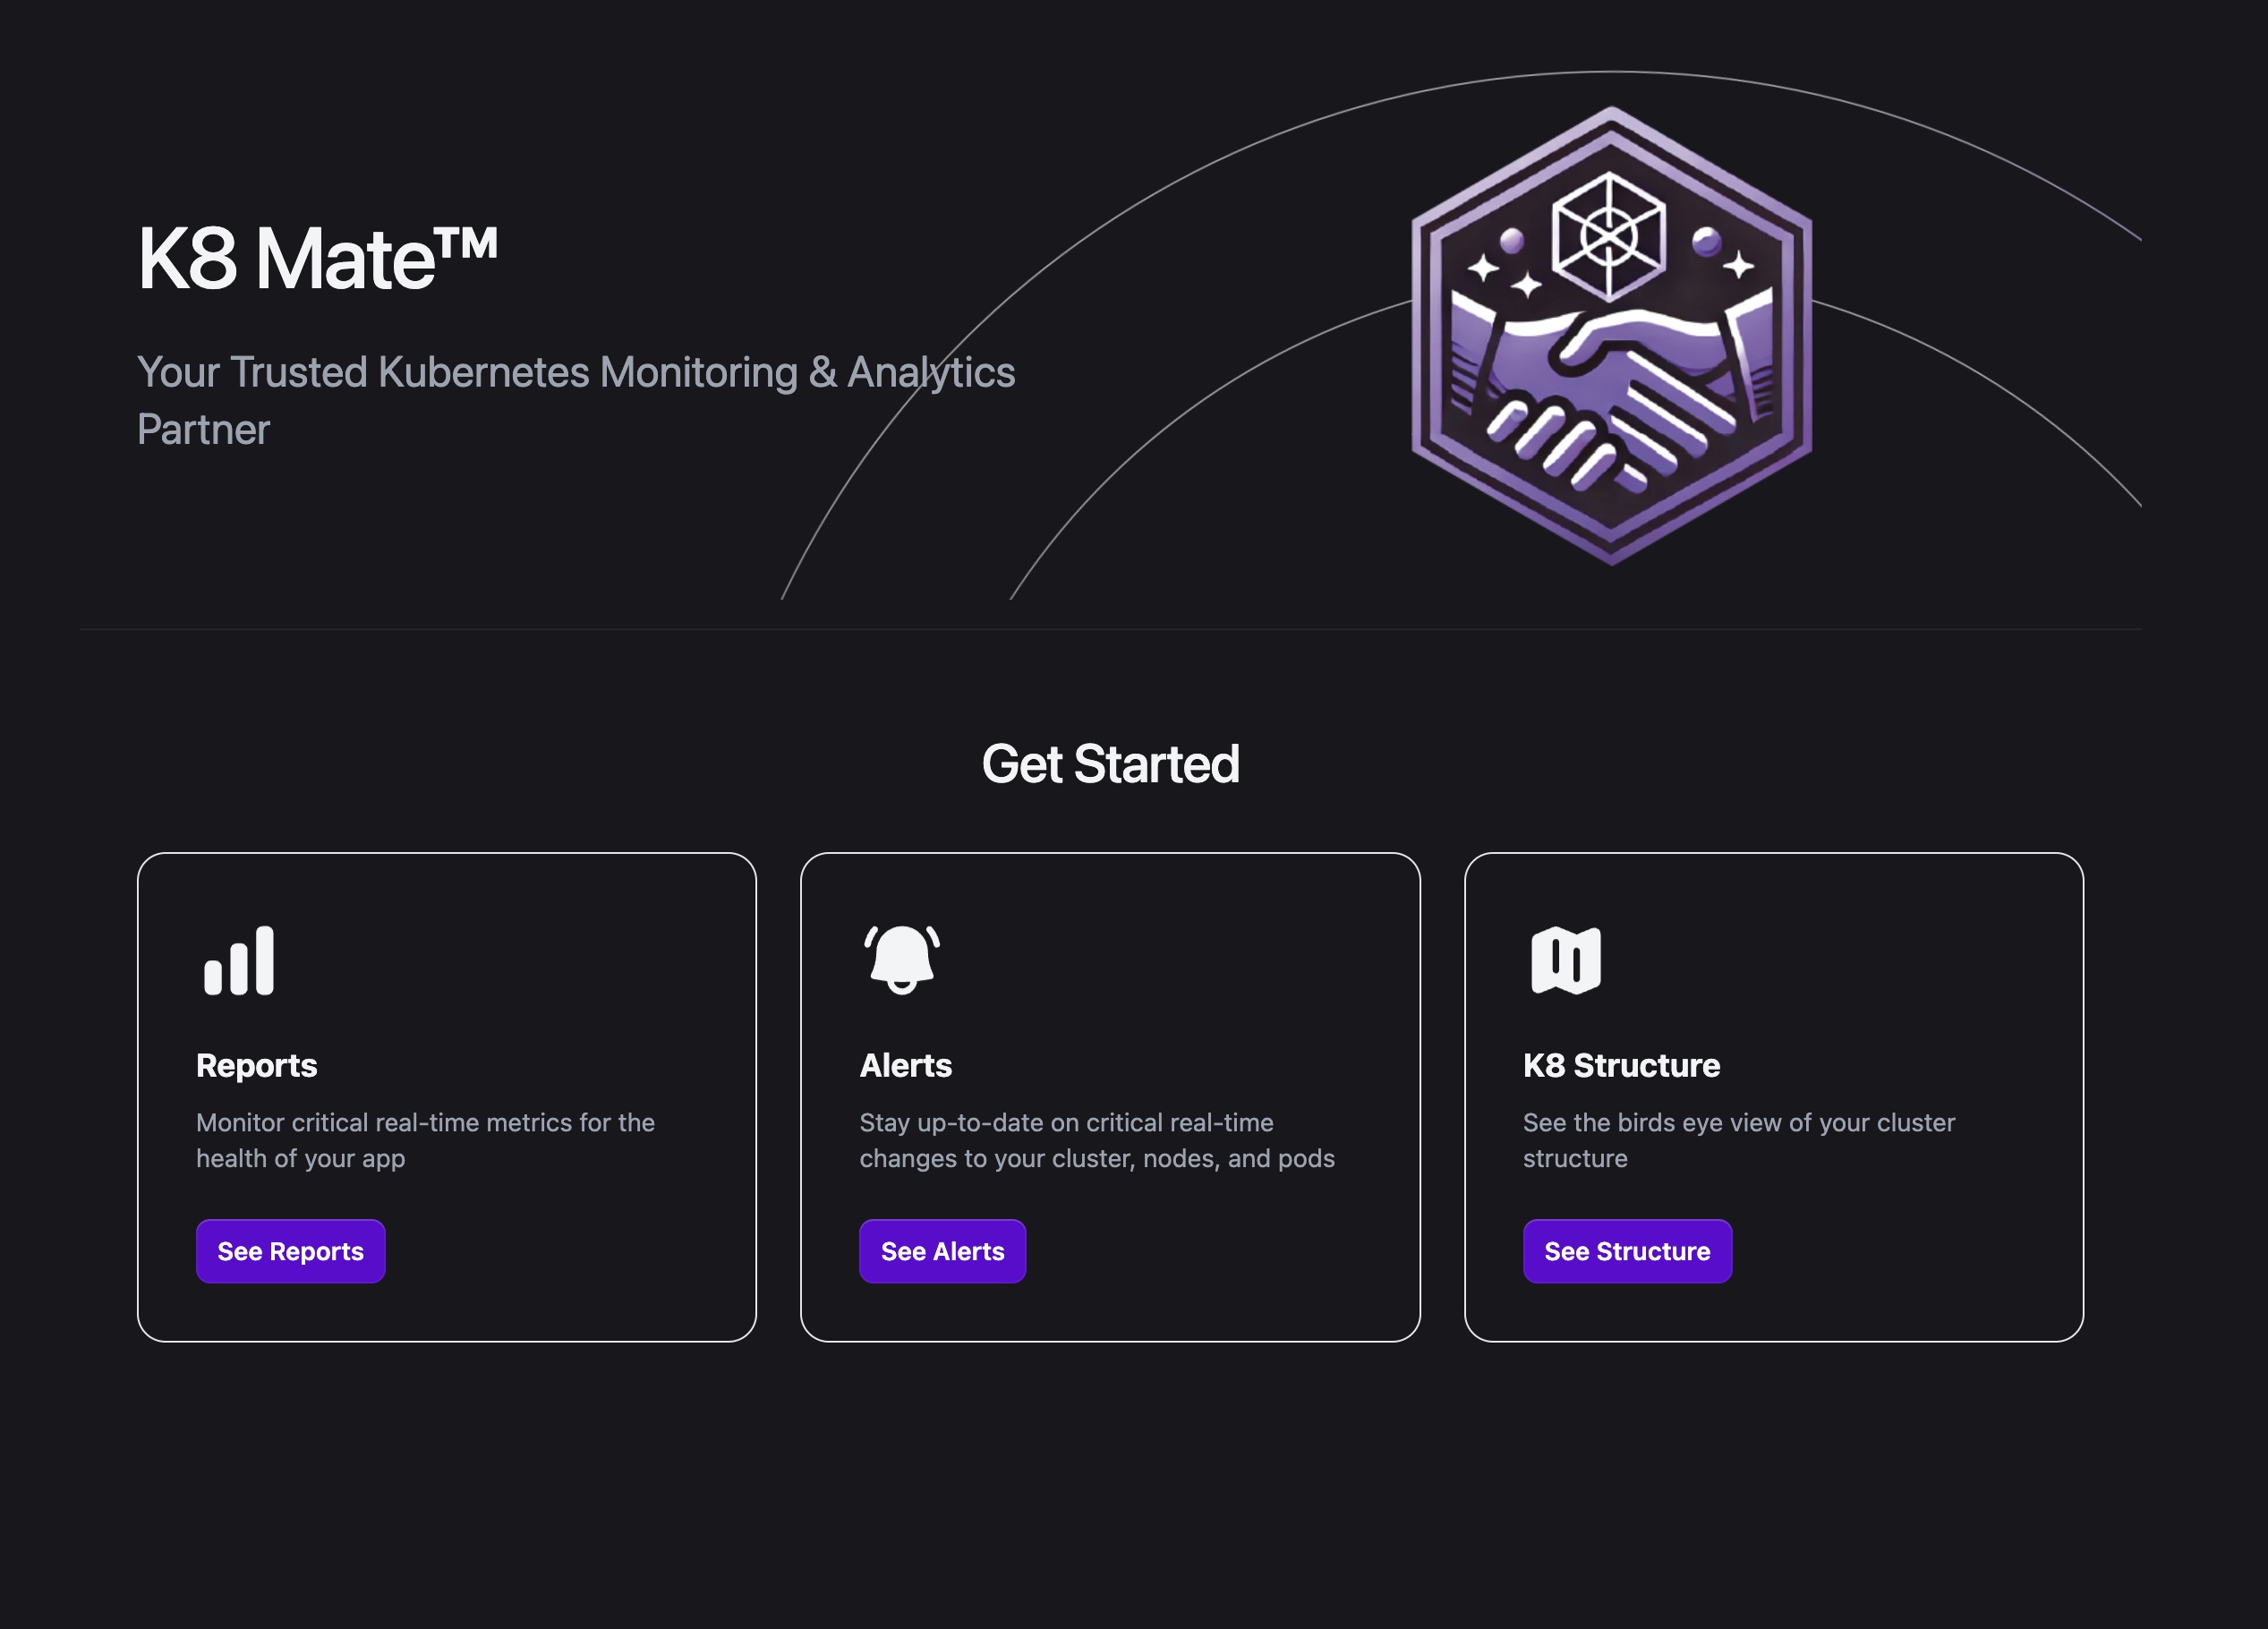 K8 Mate™
Your Trusted Kubernetes Monitoring & Analytics
Partner
Get Started
Reports
Monitor critical real-time metrics for the
health of your app
See Reports
Alerts
Stay up-to-date on critical real-time
changes to your cluster, nodes, and pods
See Alerts
K8 Structure
See the birds eye view of your cluster
structure
See Structure